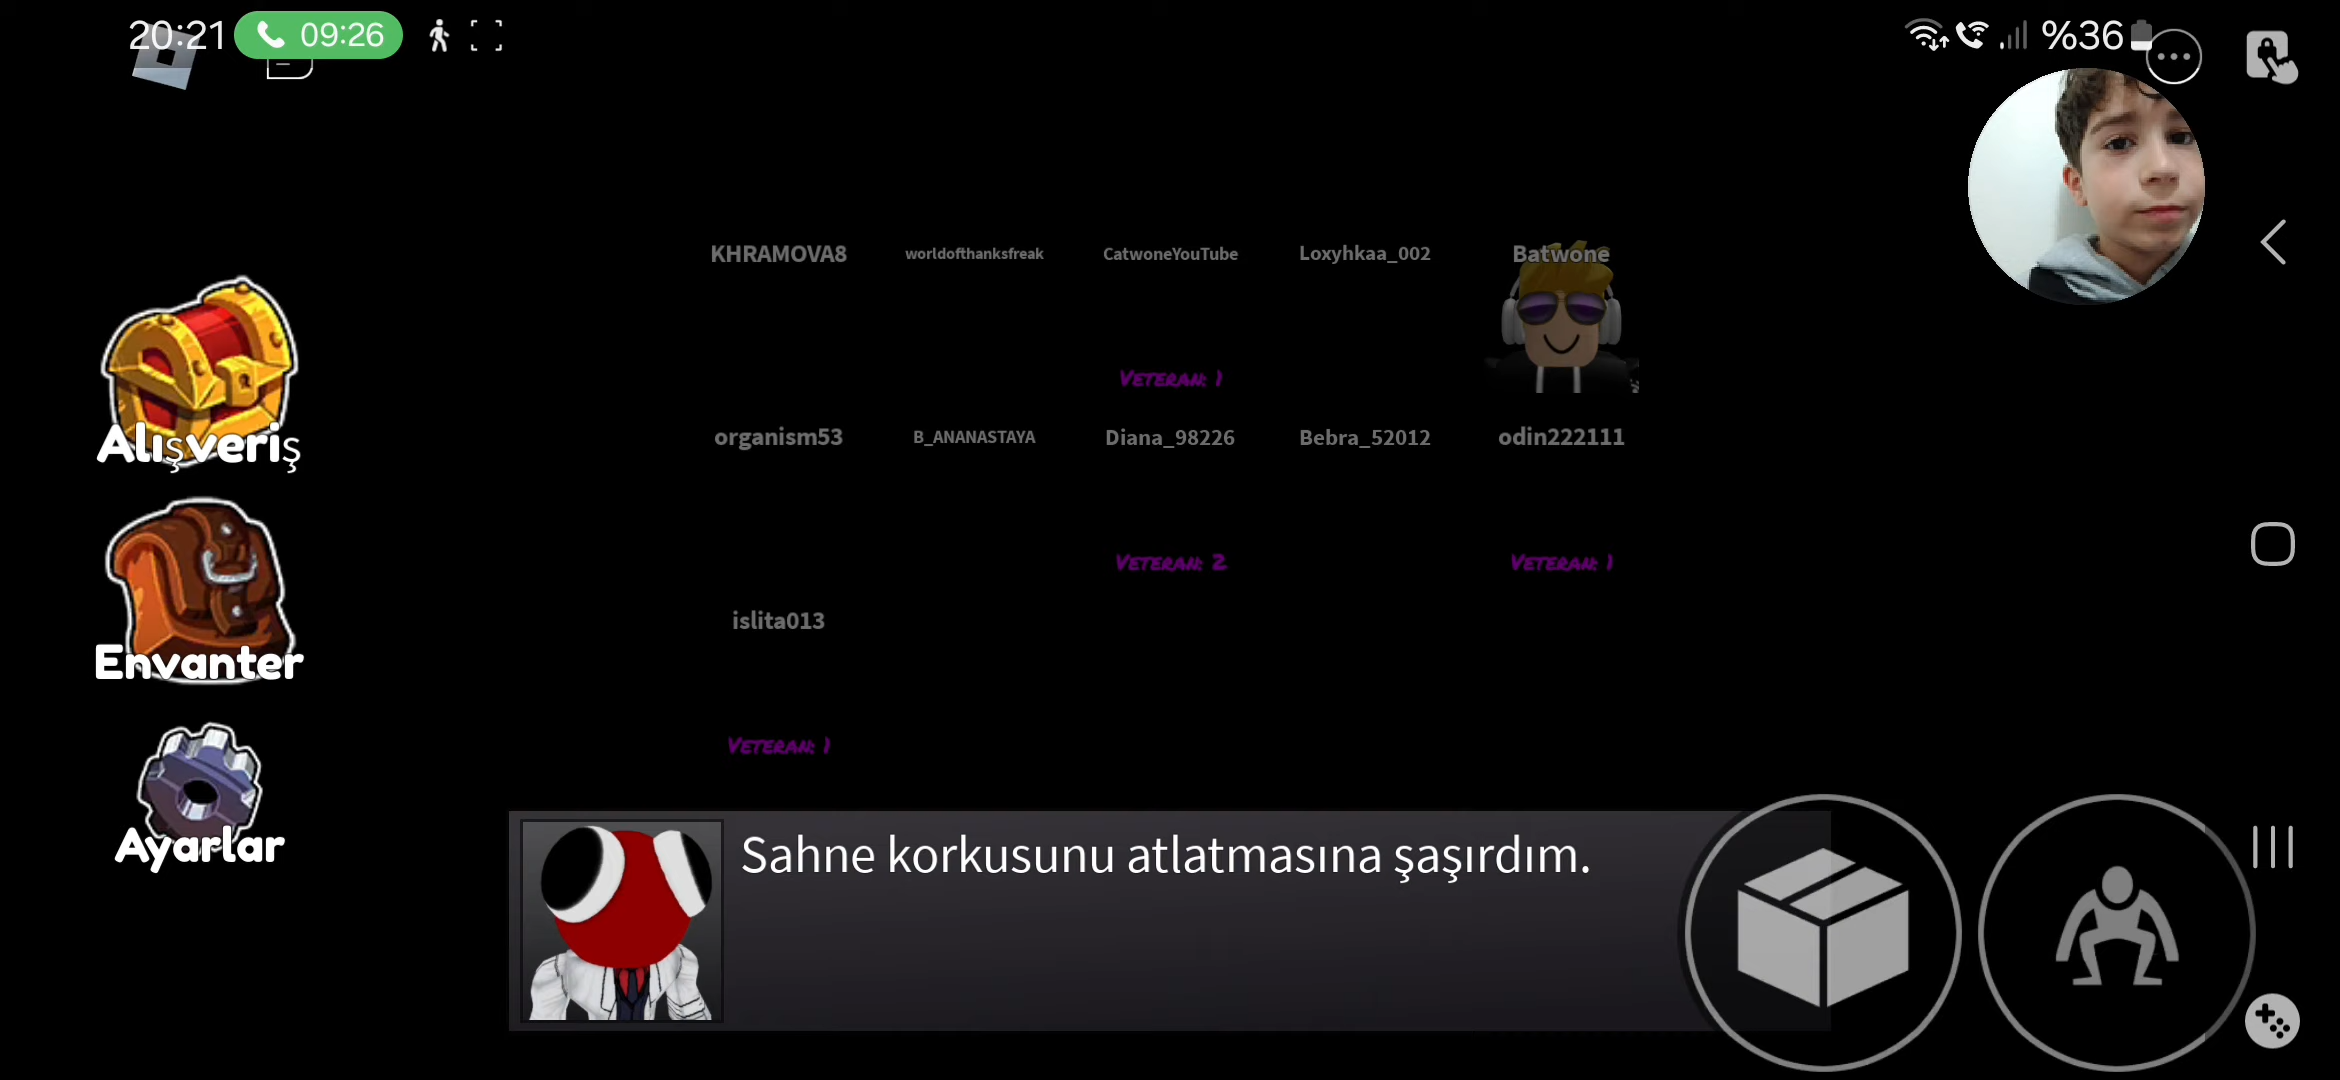 20:21 09:26 %36
KHRAMOVA8 worldofthanksfreak CatwoneYouTube Loxyhkaa_002 Batwone
VETERAN: 1
organism53 B_ANANASTAYA Diana_98226 Bebra_52012 odin222111
VETERAN: 2 VETERAN: 1
islita013
VETERAN: 1
Alışveriş
Envanter
Ayarlar
Sahne korkusunu atlatmasına şaşırdım.